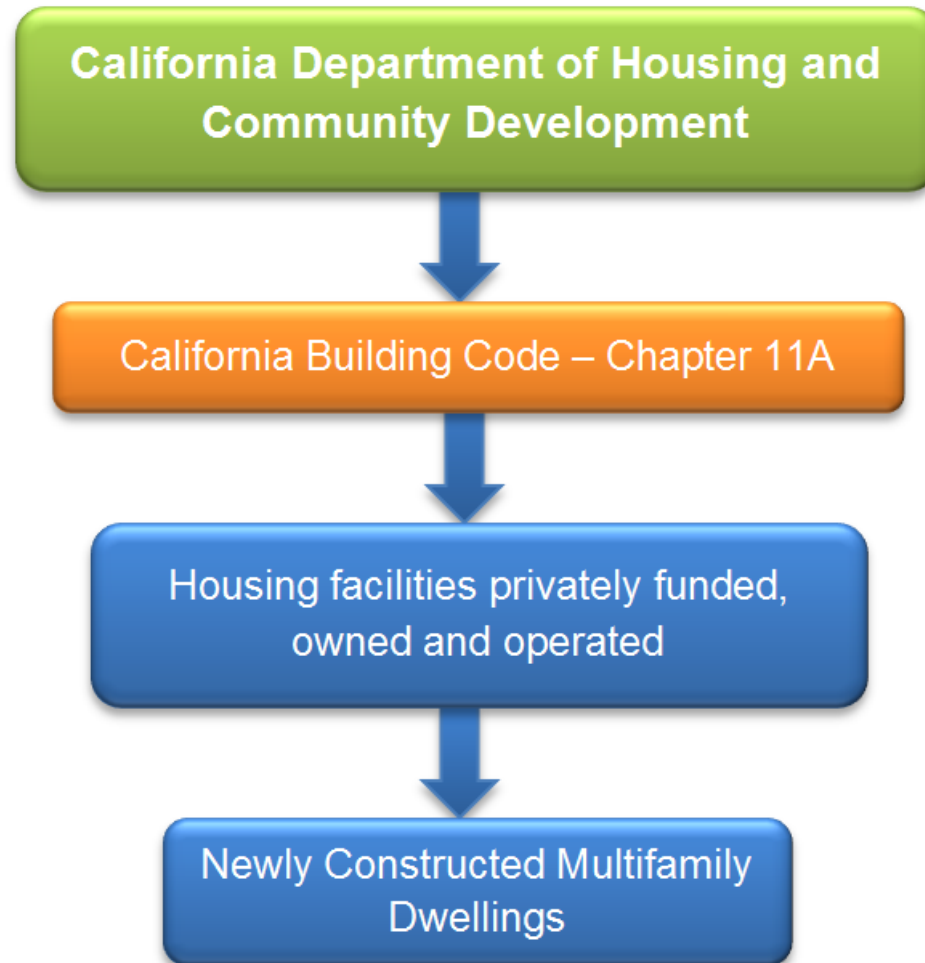 California Department of Housing and
Community Development
California Building Code – Chapter 11A
Housing facilities privately funded,
owned and operated
Newly Constructed Multifamily
Dwellings